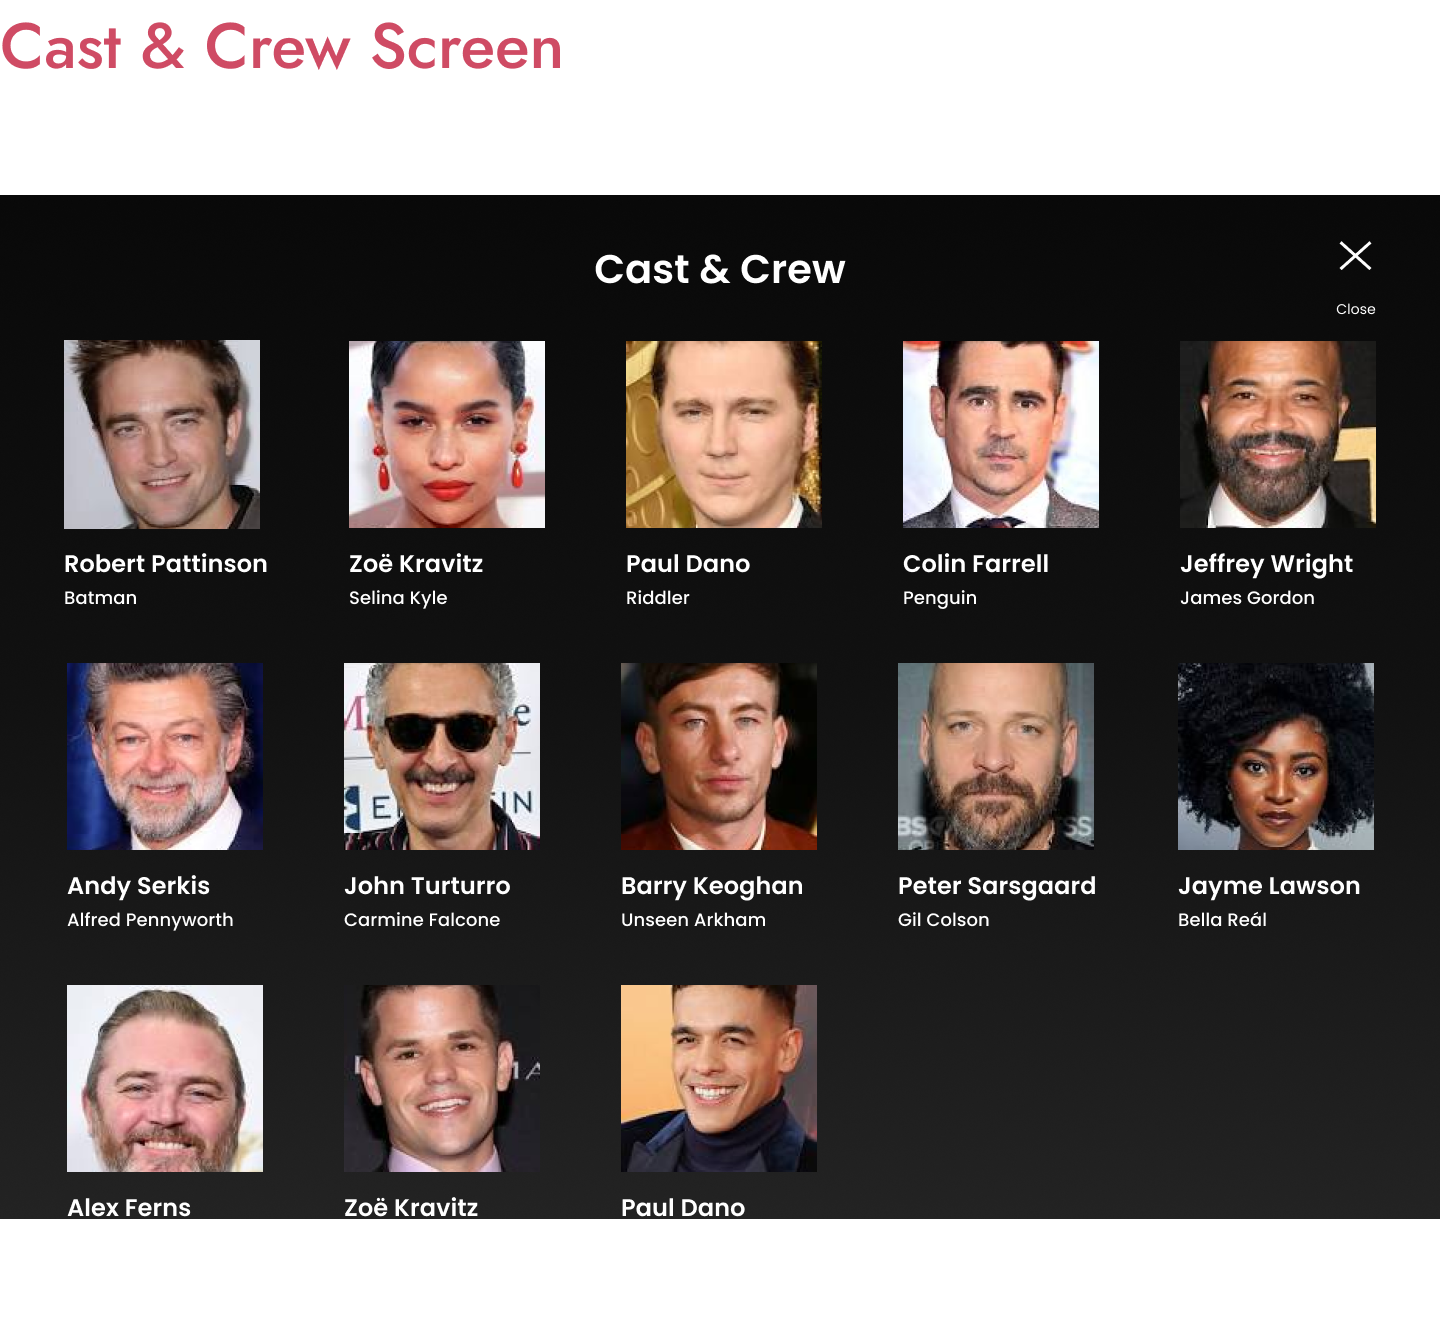 Cast & Crew Screen
Cast & Crew
Close
Robert Pattinson
Batman
Zoë Kravitz
Selina Kyle
Paul Dano
Riddler
Colin Farrell
Penguin
Jeffrey Wright
James Gordon
Andy Serkis
Alfred Pennyworth
John Turturro
Carmine Falcone
Barry Keoghan
Unseen Arkham
Peter Sarsgaard
Gil Colson
Jayme Lawson
Bella Reál
Alex Ferns
Zoë Kravitz
Paul Dano